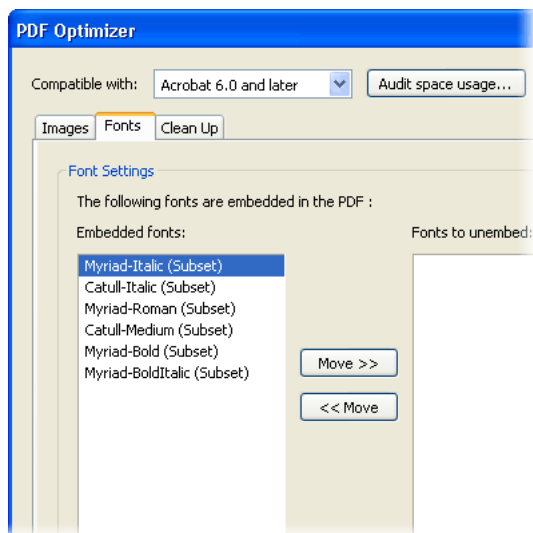 PDF Optimizer
Compatible with: Acrobat 6.0 and later Audit space usage...
Images Fonts Clean Up
Font Settings
The following fonts are embedded in the PDF :
Embedded fonts: Fonts to unembed:
Myriad-Italic (Subset)
Catull-Italic (Subset)
Myriad-Roman (Subset)
Catull-Medium (Subset)
Myriad-Bold (Subset)
Myriad-BoldItalic (Subset)
Move >>
<< Move